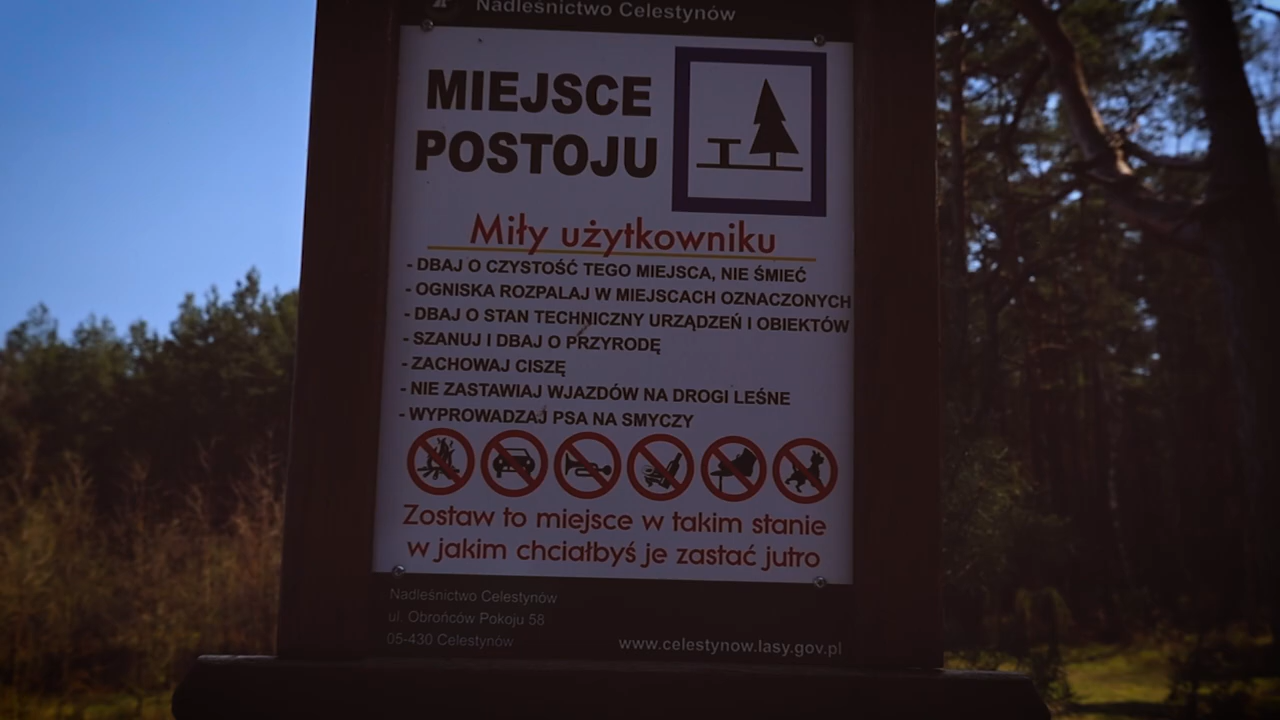 Nadleśnictwo Celestynów
MIEJSCE
POSTOJU
Miły użytkowniku
- DBAJ O CZYSTOŚĆ TEGO MIEJSCA, NIE ŚMIEĆ
- OGNISKA ROZPALAJ W MIEJSCACH OZNACZONYCH
- DBAJ O STAN TECHNICZNY URZĄDZEŃ I OBIEKTÓW
- SZANUJ I DBAJ O PRZYRODĘ
- ZACHOWAJ CISZĘ
- NIE ZASTAWIAJ WJAZDÓW NA DROGI LEŚNE
- WYPROWADZAJ PSA NA SMYCZY
Zostaw to miejsce w takim stanie
w jakim chciałbyś je zastać jutro
Nadleśnictwo Celestynów
ul. Obrońców Pokoju 58
05-430 Celestynów
www.celestynow.lasy.gov.pl